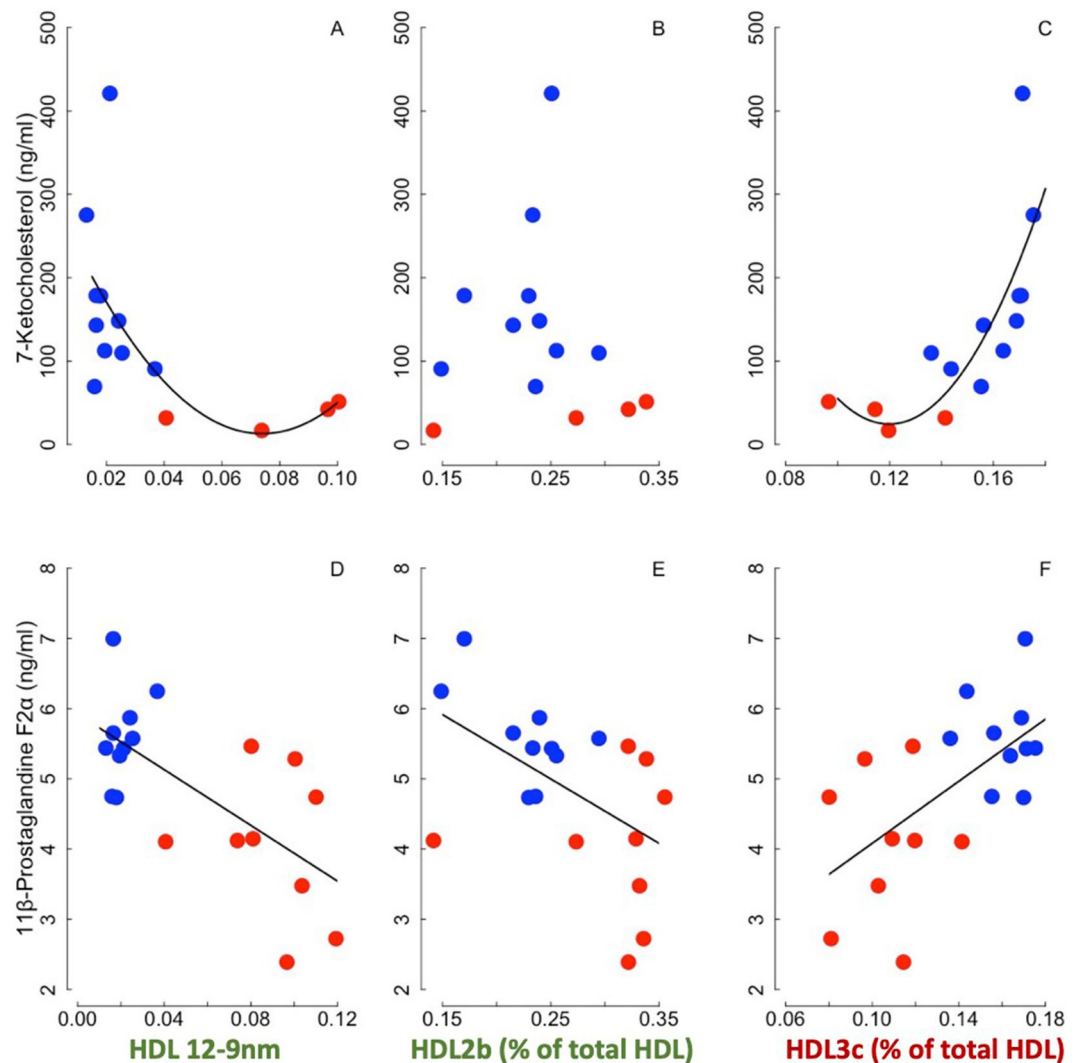 A
B
C
7-Ketocholesterol (ng/ml)
500
400
300
200
100
0
0.02 0.04 0.06 0.08 0.10
0.15 0.25 0.35
0.08 0.12 0.16
D
E
F
11β-Prostaglandine F2α (ng/ml)
8
7
6
5
4
3
2
0.00 0.04 0.08 0.12
0.15 0.25 0.35
0.06 0.10 0.14 0.18
HDL 12-9nm
HDL2b (% of total HDL)
HDL3c (% of total HDL)